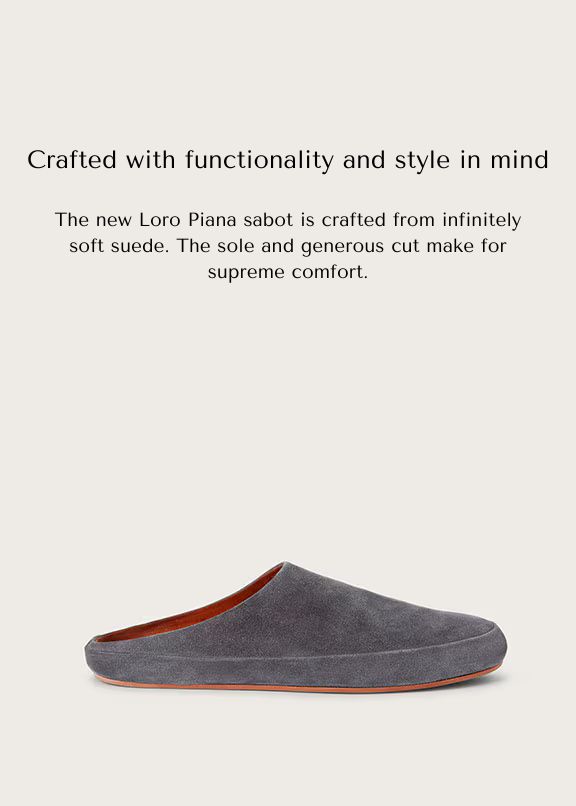 Crafted with functionality and style in mind
The new Loro Piana sabot is crafted from infinitely
soft suede. The sole and generous cut make for
supreme comfort.